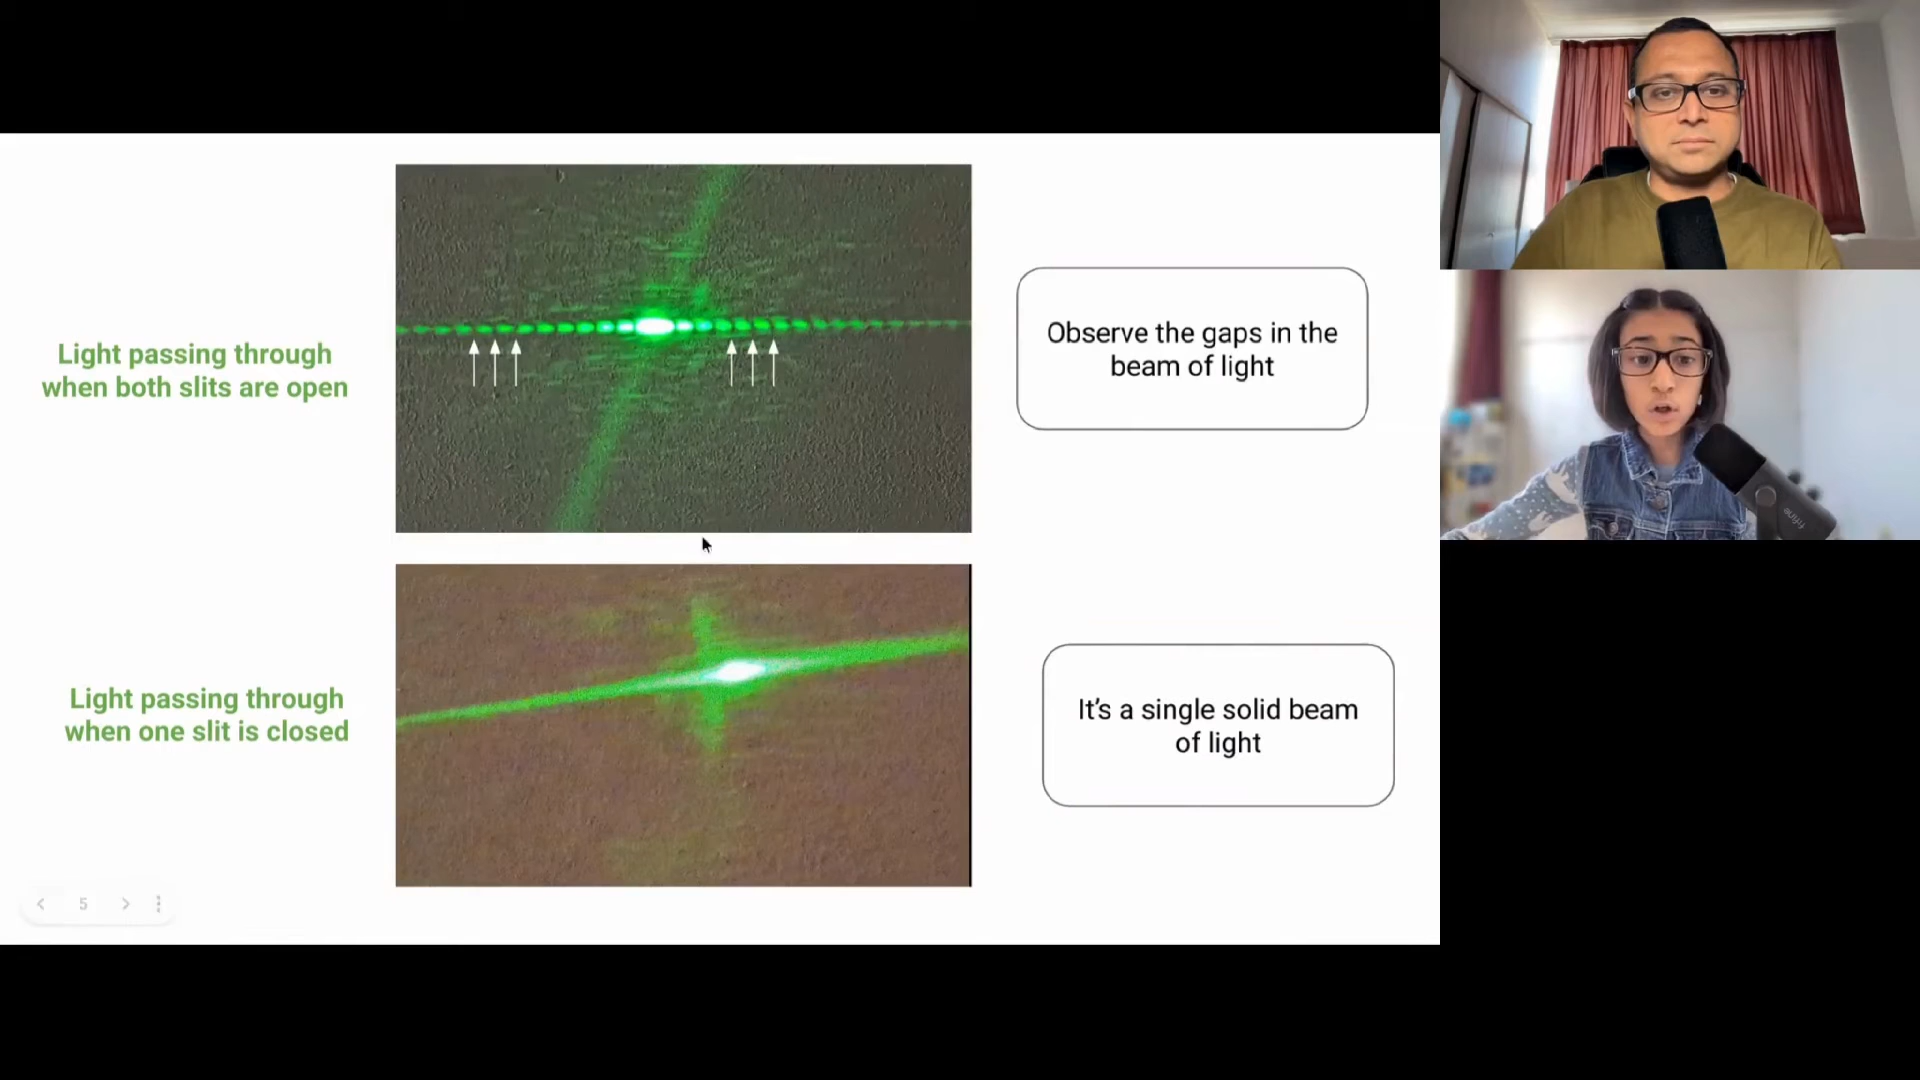 Light passing through
when both slits are open
Observe the gaps in the
beam of light
Light passing through
when one slit is closed
It's a single solid beam
of light
5
fifine